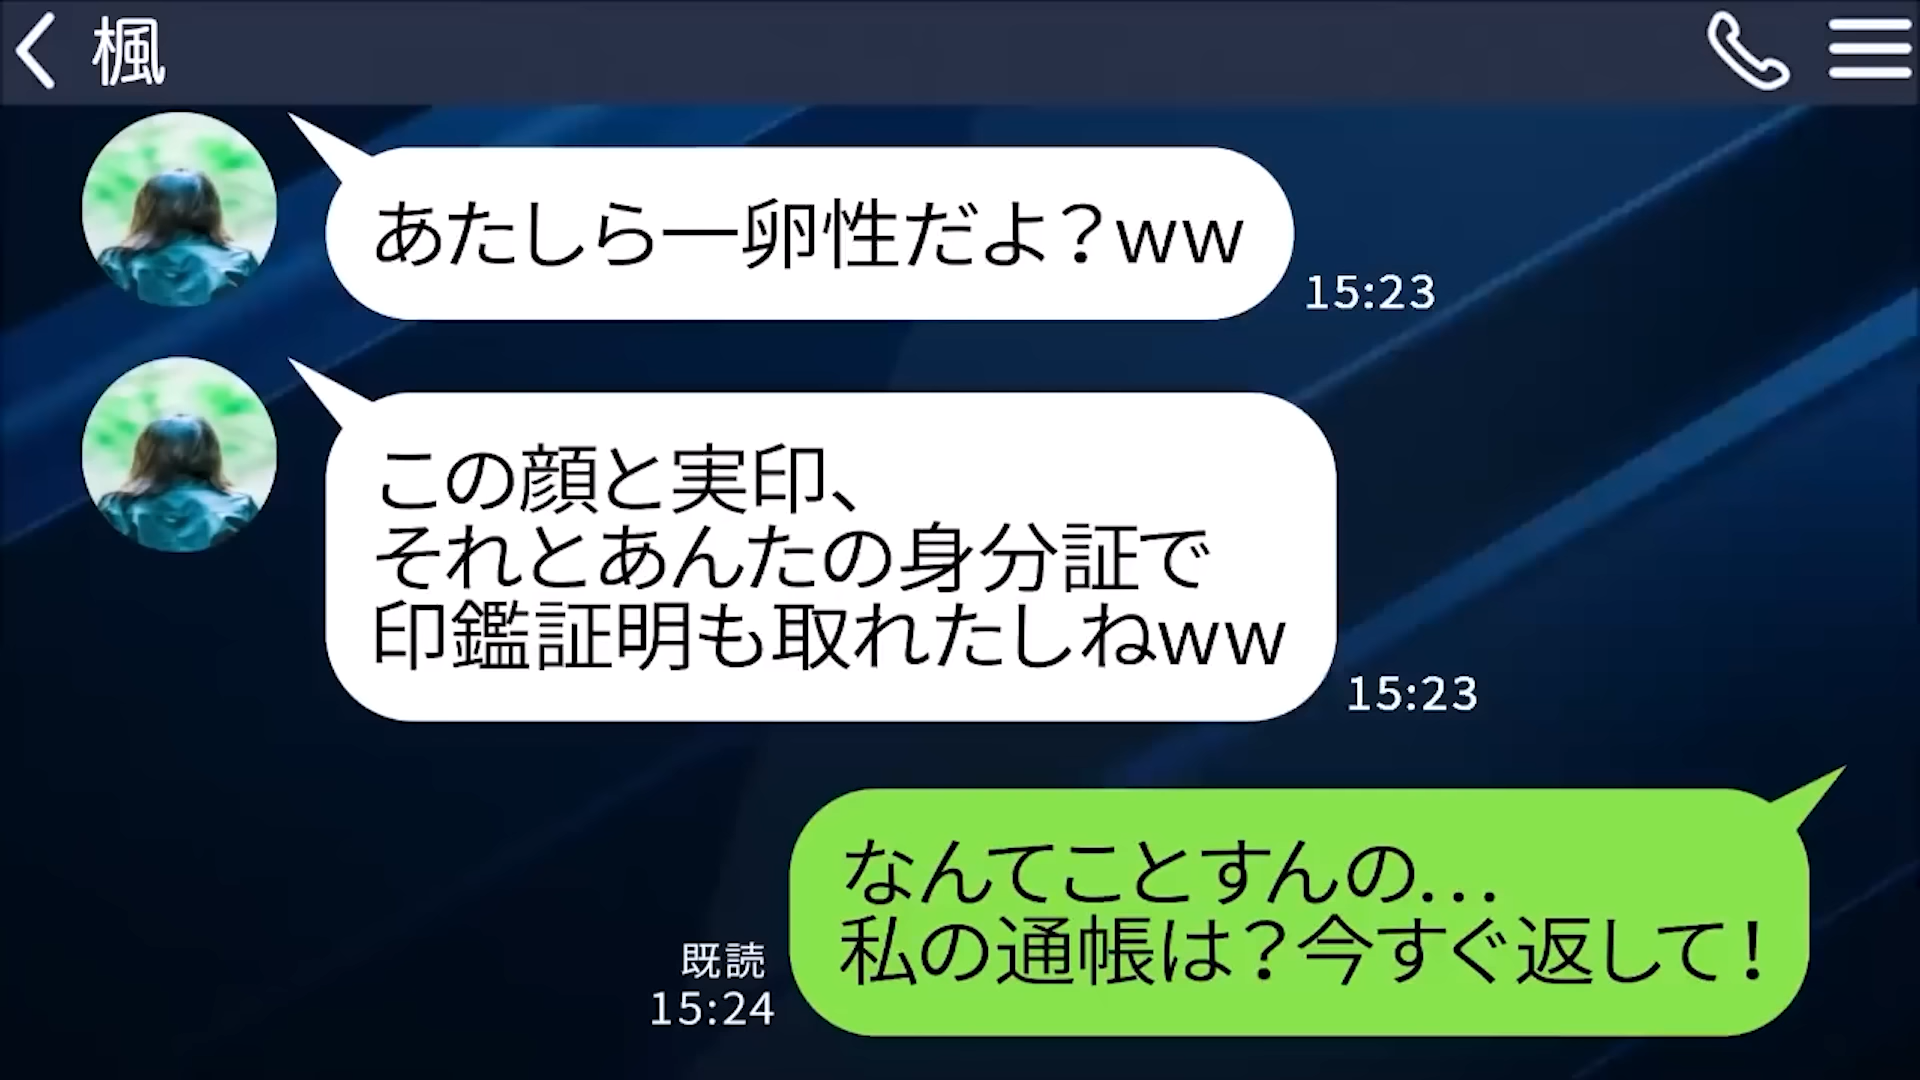 楓
あたしら一卵性だよ？ww
15:23
この顔と実印、
それとあんたの身分証で
印鑑証明も取れたしねww
15:23
なんてことすんの…
私の通帳は？今すぐ返して！
既読
15:24